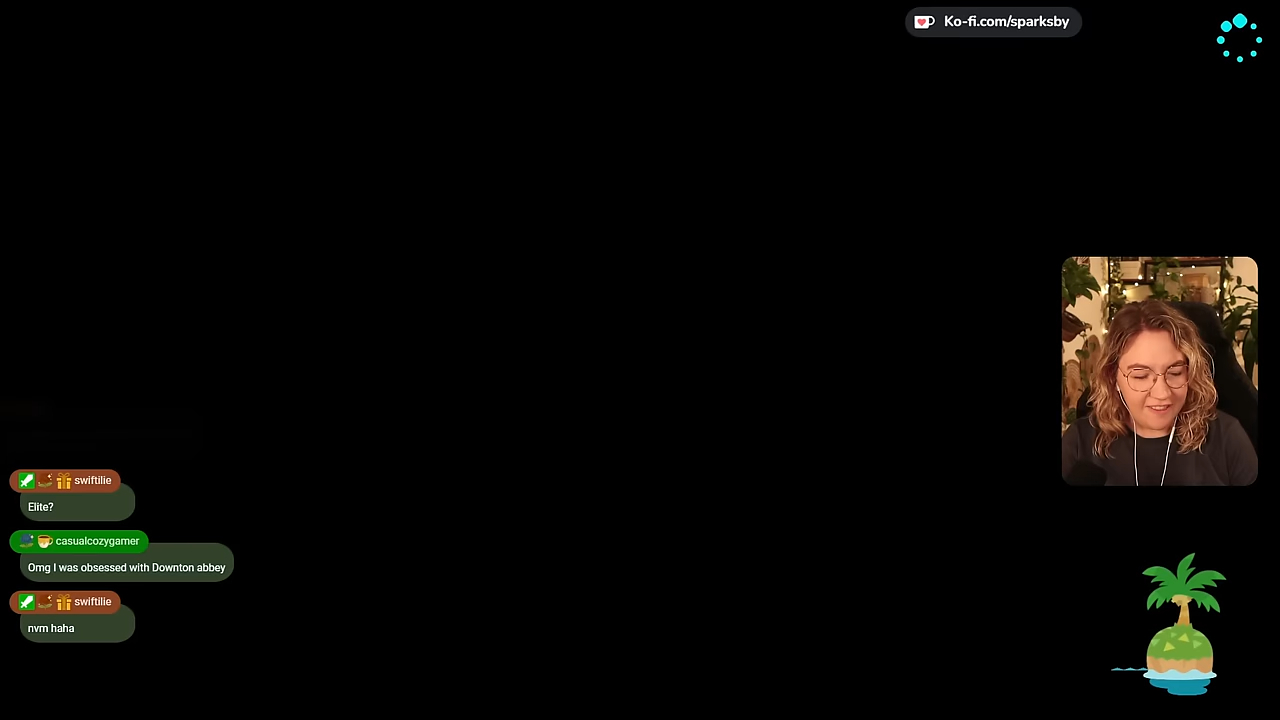 Ko-fi.com/sparksby
swiftilie
Elite?
casualcozygamer
Omg I was obsessed with Downton abbey
swiftilie
nvm haha